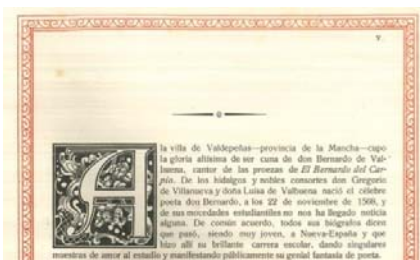 V.
A la villa de Valdepeñas—provincia de la Mancha—cupo
la gloria altísima de ser cuna de don Bernardo de Val-
buena, cantor de las proezas de El Bernardo del Car-
pio. De los hidalgos y nobles consortes don Gregorio
de Villanueva y doña Luisa de Valbuena nació el célebre
poeta don Bernardo, a los 22 de noviembre de 1568, y
de sus mocedades estudiantiles no nos ha llegado noticia
alguna. De común acuerdo, todos sus biógrafos dicen
que pasó, siendo muy joven, a Nueva-España y que
hizo allí su brillante carrera escolar, dando singulares
muestras de amor al estudio y manifestando públicamente su genial fantasía de poeta.